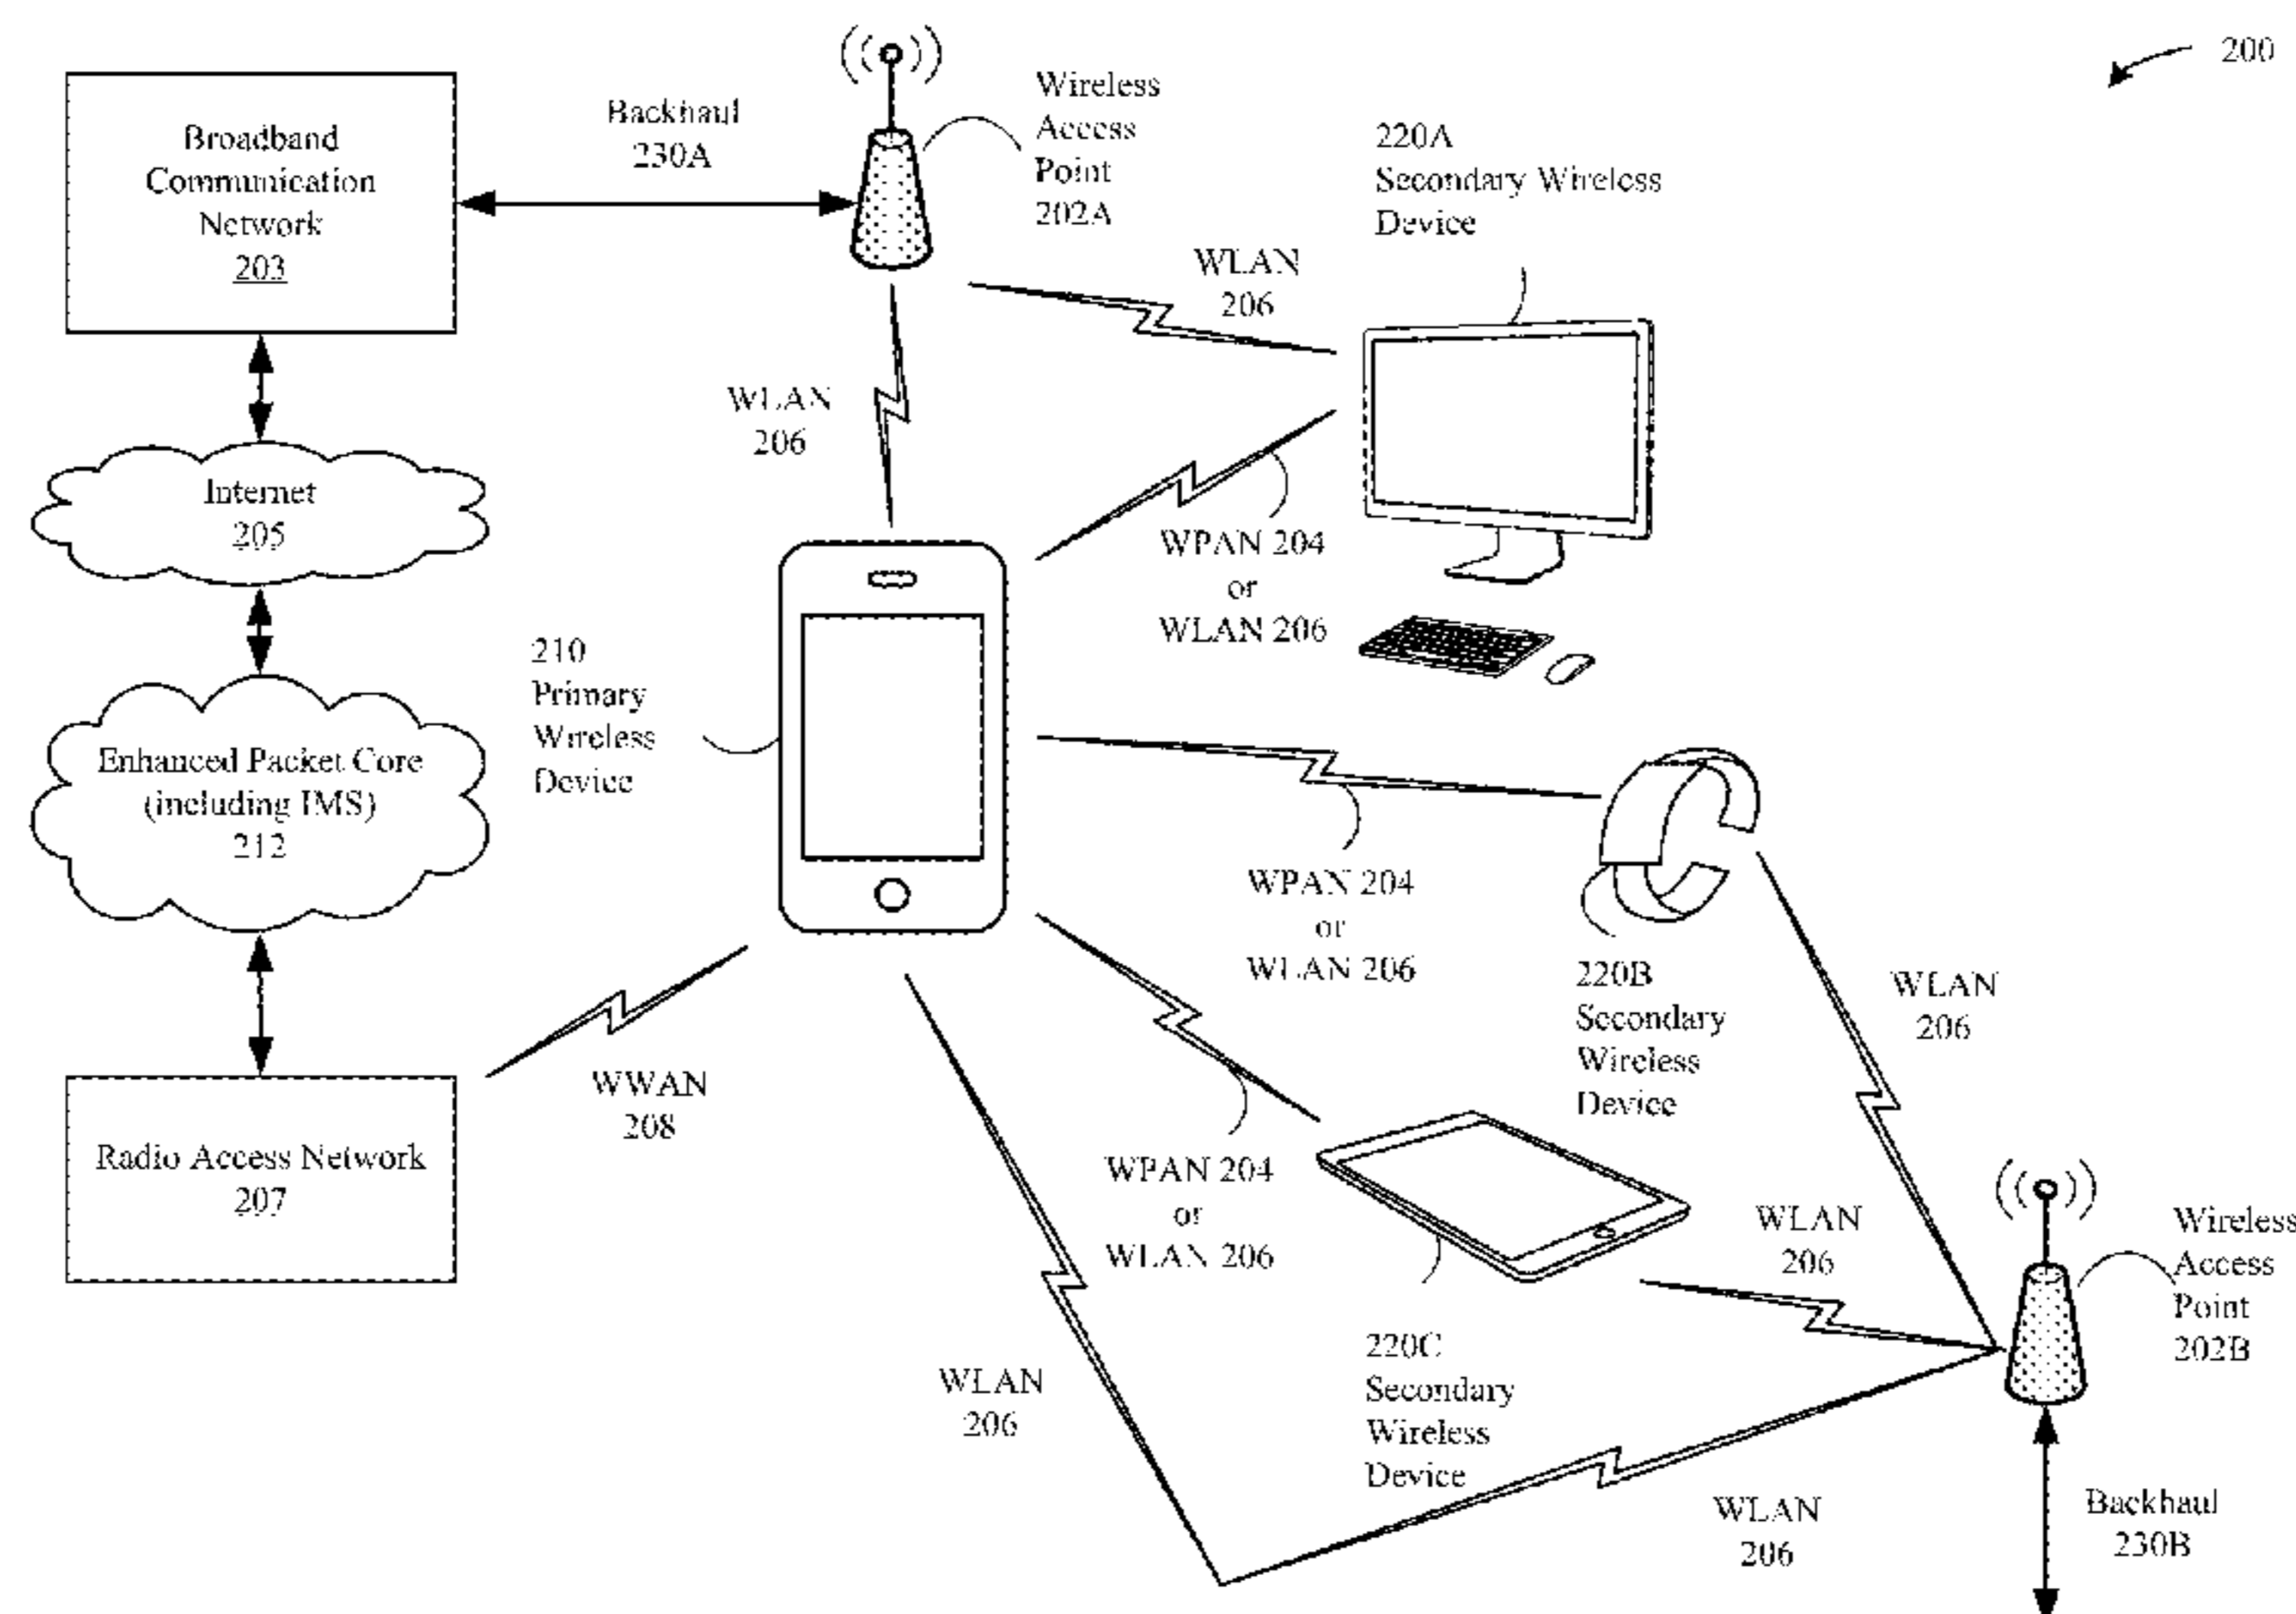 200
Broadband
Communication
Network
203
Backhaul
230A
Wireless
Access
Point
202A
220A
Secondary Wireless
Device
WLAN
206
WLAN
206
Internet
205
WPAN 204
or
WLAN 206
210
Primary
Wireless
Device
Enhanced Packet Core
(including IMS)
212
WPAN 204
or
WLAN 206
220B
Secondary
Wireless
Device
WLAN
206
WWAN
208
Radio Access Network
207
WPAN 204
or
WLAN 206
WLAN
206
Wireless
Access
Point
202B
220C
Secondary
Wireless
Device
WLAN
206
WLAN
206
Backhaul
230B